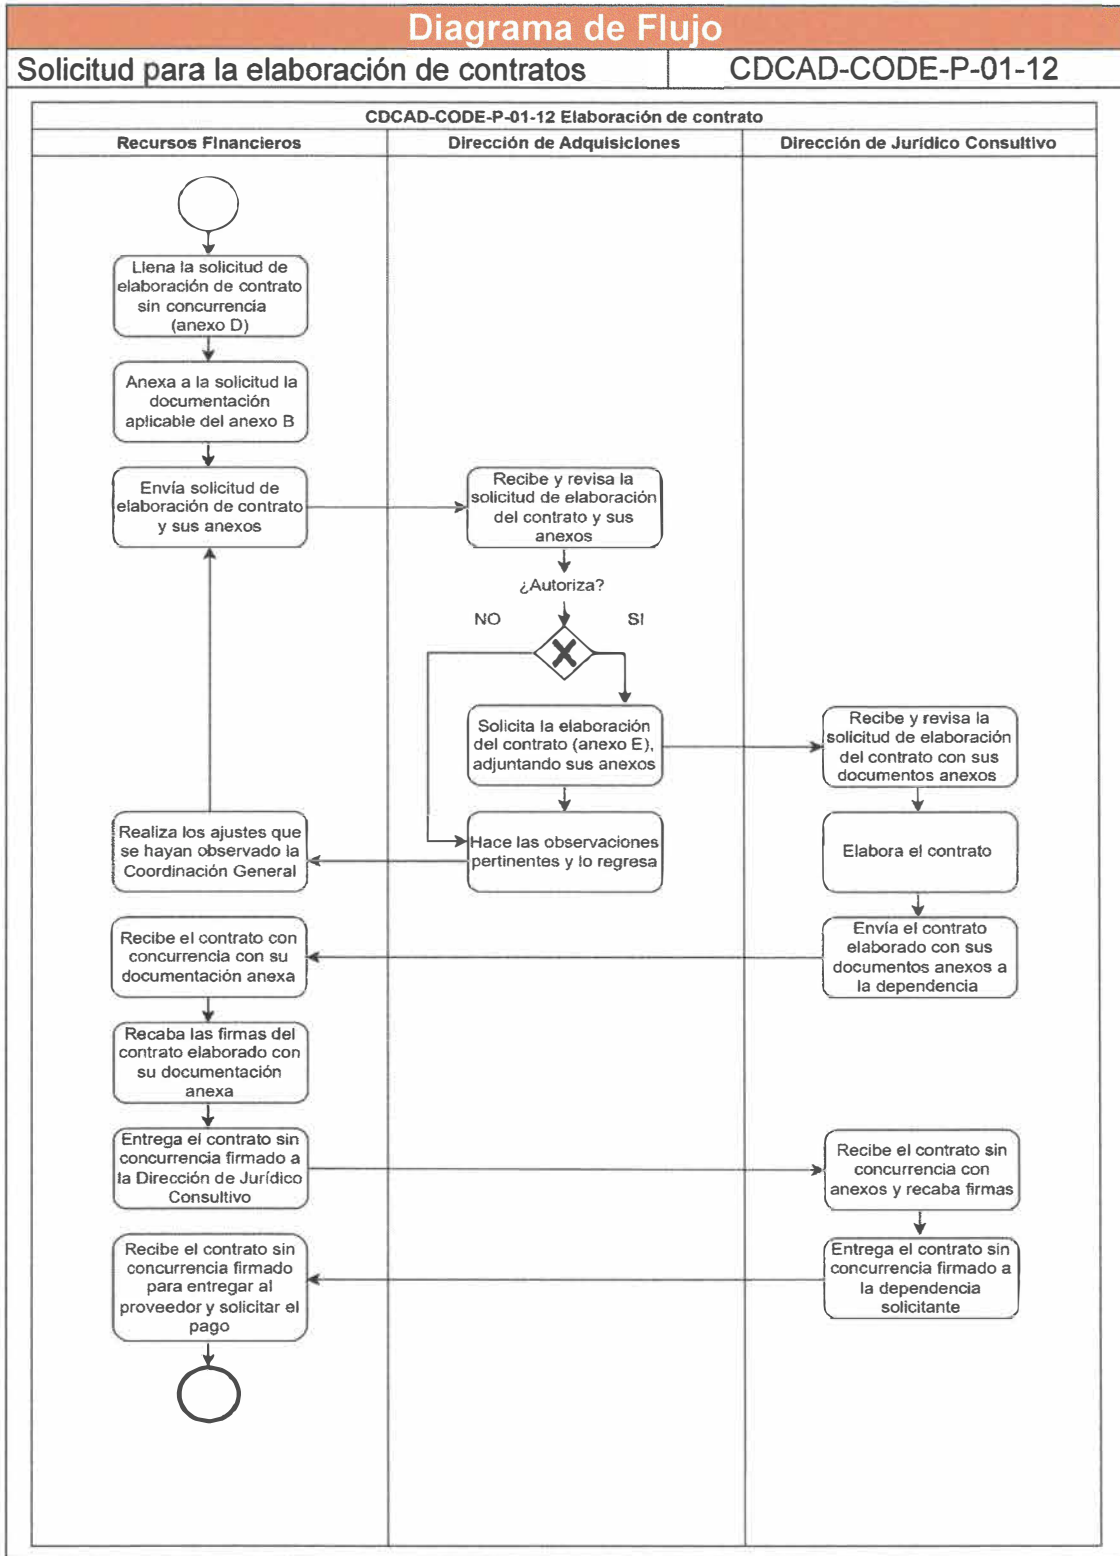 Diagrama de Flujo
Solicitud para la elaboración de contratos
CDCAD-CODE-P-01-12
CDCAD-CODE-P-01-12 Elaboración de contrato
Recursos Financieros
Dirección de Adquisiciones
Dirección de Jurídico Consultivo
Llena la solicitud de
elaboración de contrato
sin concurrencia
(anexo D)
Anexa a la solicitud la
documentación
aplicable del anexo B
Envía solicitud de
elaboración de contrato
y sus anexos
Recibe y revisa la
solicitud de elaboración
del contrato y sus
anexos
¿Autoriza?
NO
SI
Solicita la elaboración
del contrato (anexo E),
adjuntando sus anexos
Recibe y revisa la
solicitud de elaboración
del contrato con sus
documentos anexos
Realiza los ajustes que
se hayan observado la
Coordinación General
Hace las observaciones
pertinentes y lo regresa
Elabora el contrato
Recibe el contrato con
concurrencia con su
documentación anexa
Envía el contrato
elaborado con sus
documentos anexos a
la dependencia
Recaba las firmas del
contrato elaborado con
su documentación
anexa
Entrega el contrato sin
concurrencia firmado a
la Dirección de Jurídico
Consultivo
Recibe el contrato sin
concurrencia con
anexos y recaba firmas
Recibe el contrato sin
concurrencia firmado
para entregar al
proveedor y solicitar el
pago
Entrega el contrato sin
concurrencia firmado a
la dependencia
solicitante